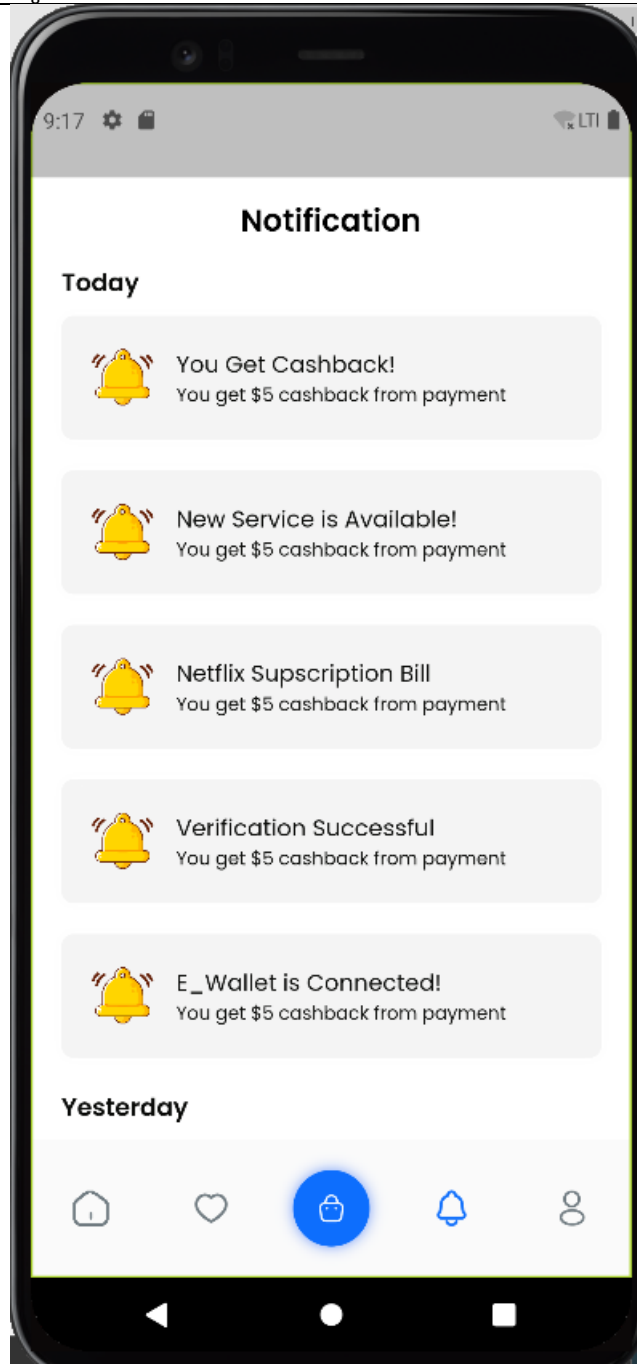 9:17 LTI
Notification
Today
You Get Cashback!
You get $5 cashback from payment
New Service is Available!
You get $5 cashback from payment
Netflix Supscription Bill
You get $5 cashback from payment
Verification Successful
You get $5 cashback from payment
E_Wallet is Connected!
You get $5 cashback from payment
Yesterday